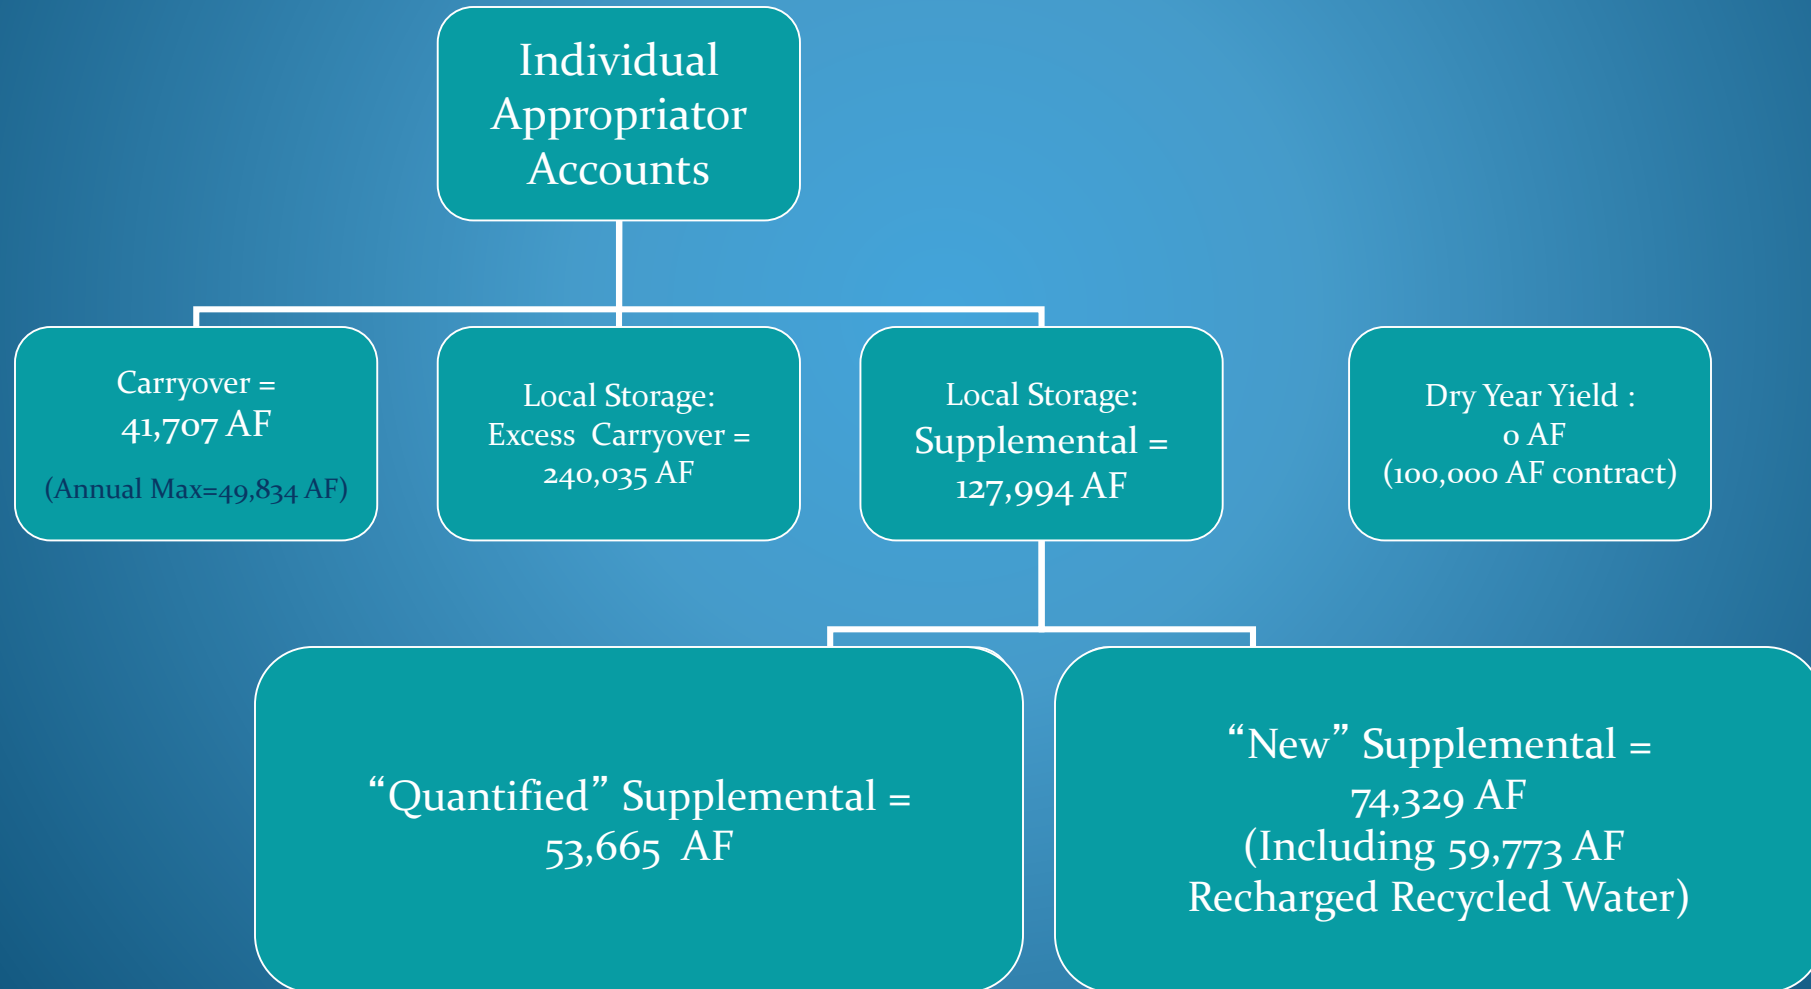 Individual
Appropriator
Accounts
Carryover =
41,707 AF
(Annual Max=49,834 AF)
Local Storage:
Excess Carryover =
240,035 AF
Local Storage:
Supplemental =
127,994 AF
Dry Year Yield :
0 AF
(100,000 AF contract)
“Quantified” Supplemental =
53,665 AF
“New” Supplemental =
74,329 AF
(Including 59,773 AF
Recharged Recycled Water)